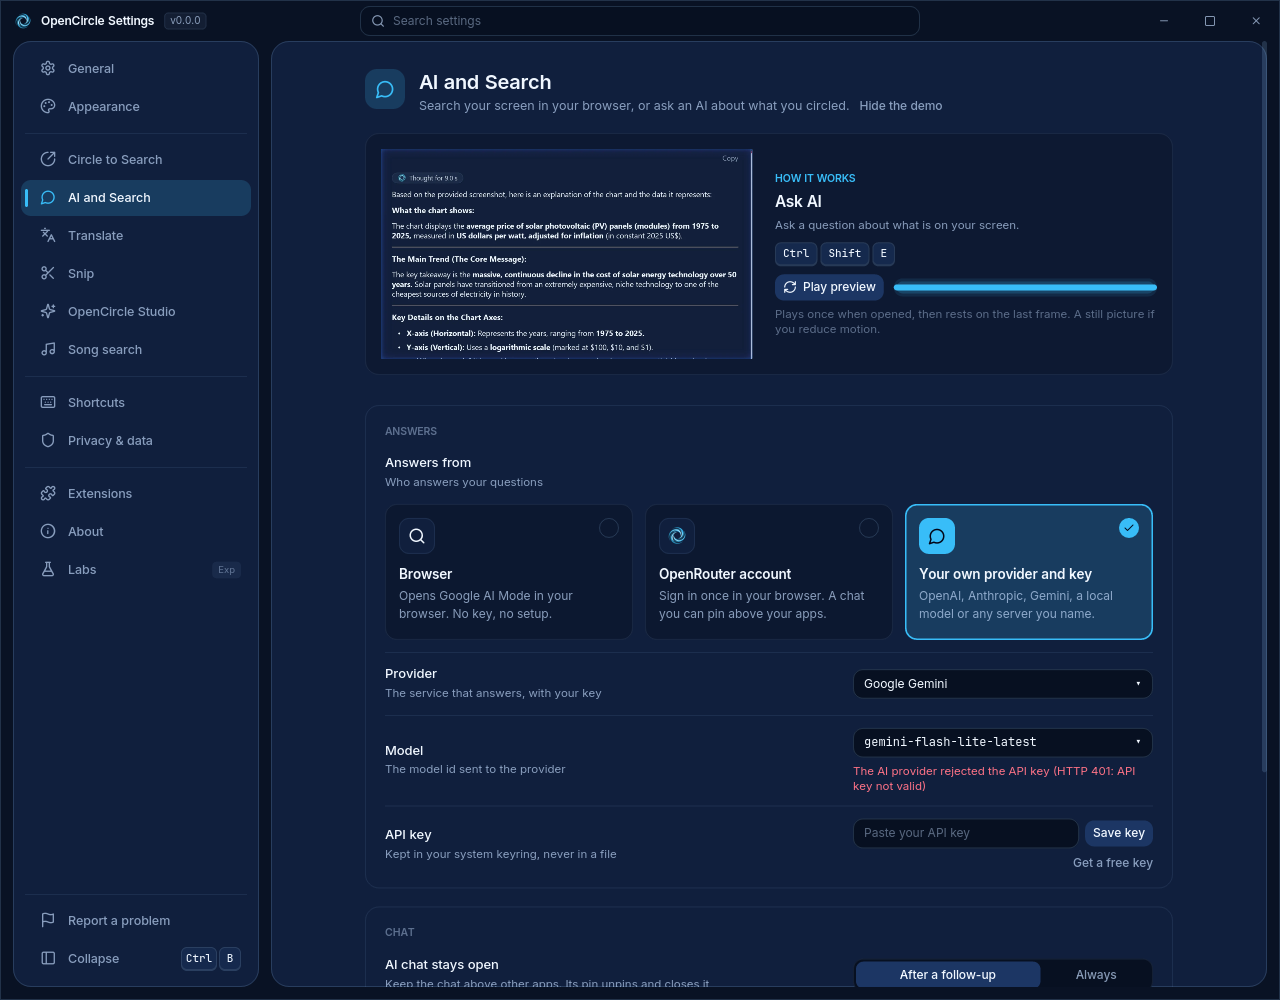 OpenCircle Settings
v0.0.0
Search settings
General
Appearance
Circle to Search
AI and Search
Translate
Snip
OpenCircle Studio
Song search
Shortcuts
Privacy & data
Extensions
About
Labs
Exp
Report a problem
Collapse
Ctrl
B
AI and Search
Search your screen in your browser, or ask an AI about what you circled. Hide the demo
Copy
Thought for 9.0 s
Based on the provided screenshot, here is an explanation of the chart and the data it represents:
What the chart shows:
The chart displays the average price of solar photovoltaic (PV) panels (modules) from 1975 to
2025, measured in US dollars per watt, adjusted for inflation (in constant 2025 US$).
The Main Trend (The Core Message):
The key takeaway is the massive, continuous decline in the cost of solar energy technology over 50
years. Solar panels have transitioned from an extremely expensive, niche technology to one of the
cheapest sources of electricity in history.
Key Details on the Chart Axes:
• X-axis (Horizontal): Represents the years, ranging from 1975 to 2025.
• Y-axis (Vertical): Uses a logarithmic scale (marked at $100, $10, and $1).
HOW IT WORKS
Ask AI
Ask a question about what is on your screen.
Ctrl
Shift
E
Play preview
Plays once when opened, then rests on the last frame. A still picture if
you reduce motion.
ANSWERS
Answers from
Who answers your questions
Browser
Opens Google AI Mode in your
browser. No key, no setup.
OpenRouter account
Sign in once in your browser. A chat
you can pin above your apps.
Your own provider and key
OpenAI, Anthropic, Gemini, a local
model or any server you name.
Provider
The service that answers, with your key
Google Gemini
Model
The model id sent to the provider
gemini-flash-lite-latest
The AI provider rejected the API key (HTTP 401: API
key not valid)
API key
Kept in your system keyring, never in a file
Paste your API key
Save key
Get a free key
CHAT
AI chat stays open
Keep the chat above other apps. Its pin unpins and closes it
After a follow-up
Always